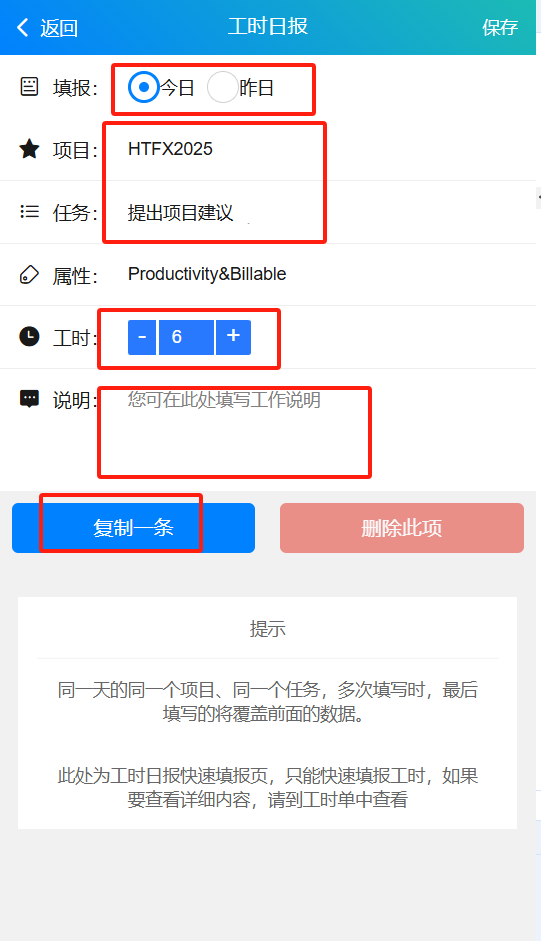 返回
工时日报
保存
填报：
今日
昨日
项目：
HTFX2025
任务：
提出项目建议
属性：
Productivity&Billable
工时：
- 6 +
说明：
您可在此处填写工作说明
复制一条
删除此项
提示
同一天的同一个项目、同一个任务，多次填写时，最后
填写的将覆盖前面的数据。
此处为工时日报快速填报页，只能快速填报工时，如果
要查看详细内容，请到工时单中查看